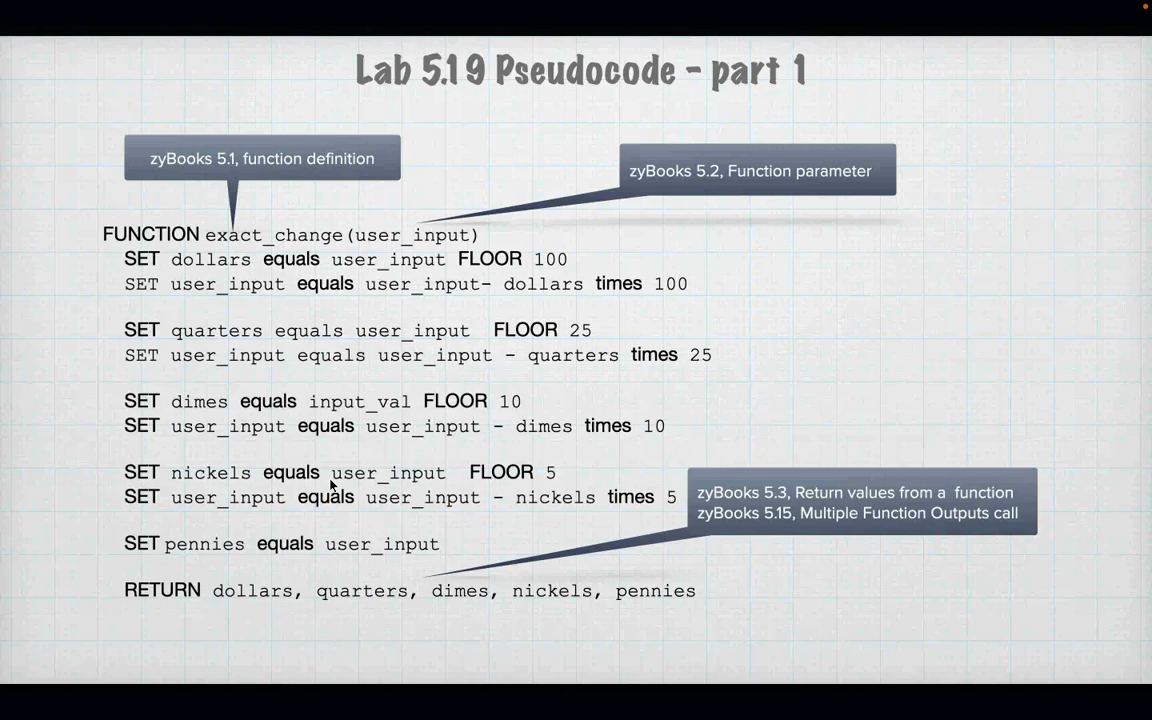 Lab 5.19 Pseudocode - part 1
zyBooks 5.1, function definition
zyBooks 5.2, Function parameter
FUNCTION exact_change(user_input)
SET dollars equals user_input FLOOR 100
SET user_input equals user_input- dollars times 100
SET quarters equals user_input FLOOR 25
SET user_input equals user_input - quarters times 25
SET dimes equals input_val FLOOR 10
SET user_input equals user_input - dimes times 10
SET nickels equals user_input FLOOR 5
SET user_input equals user_input - nickels times 5
zyBooks 5.3, Return values from a function
zyBooks 5.15, Multiple Function Outputs call
SET pennies equals user_input
RETURN dollars, quarters, dimes, nickels, pennies